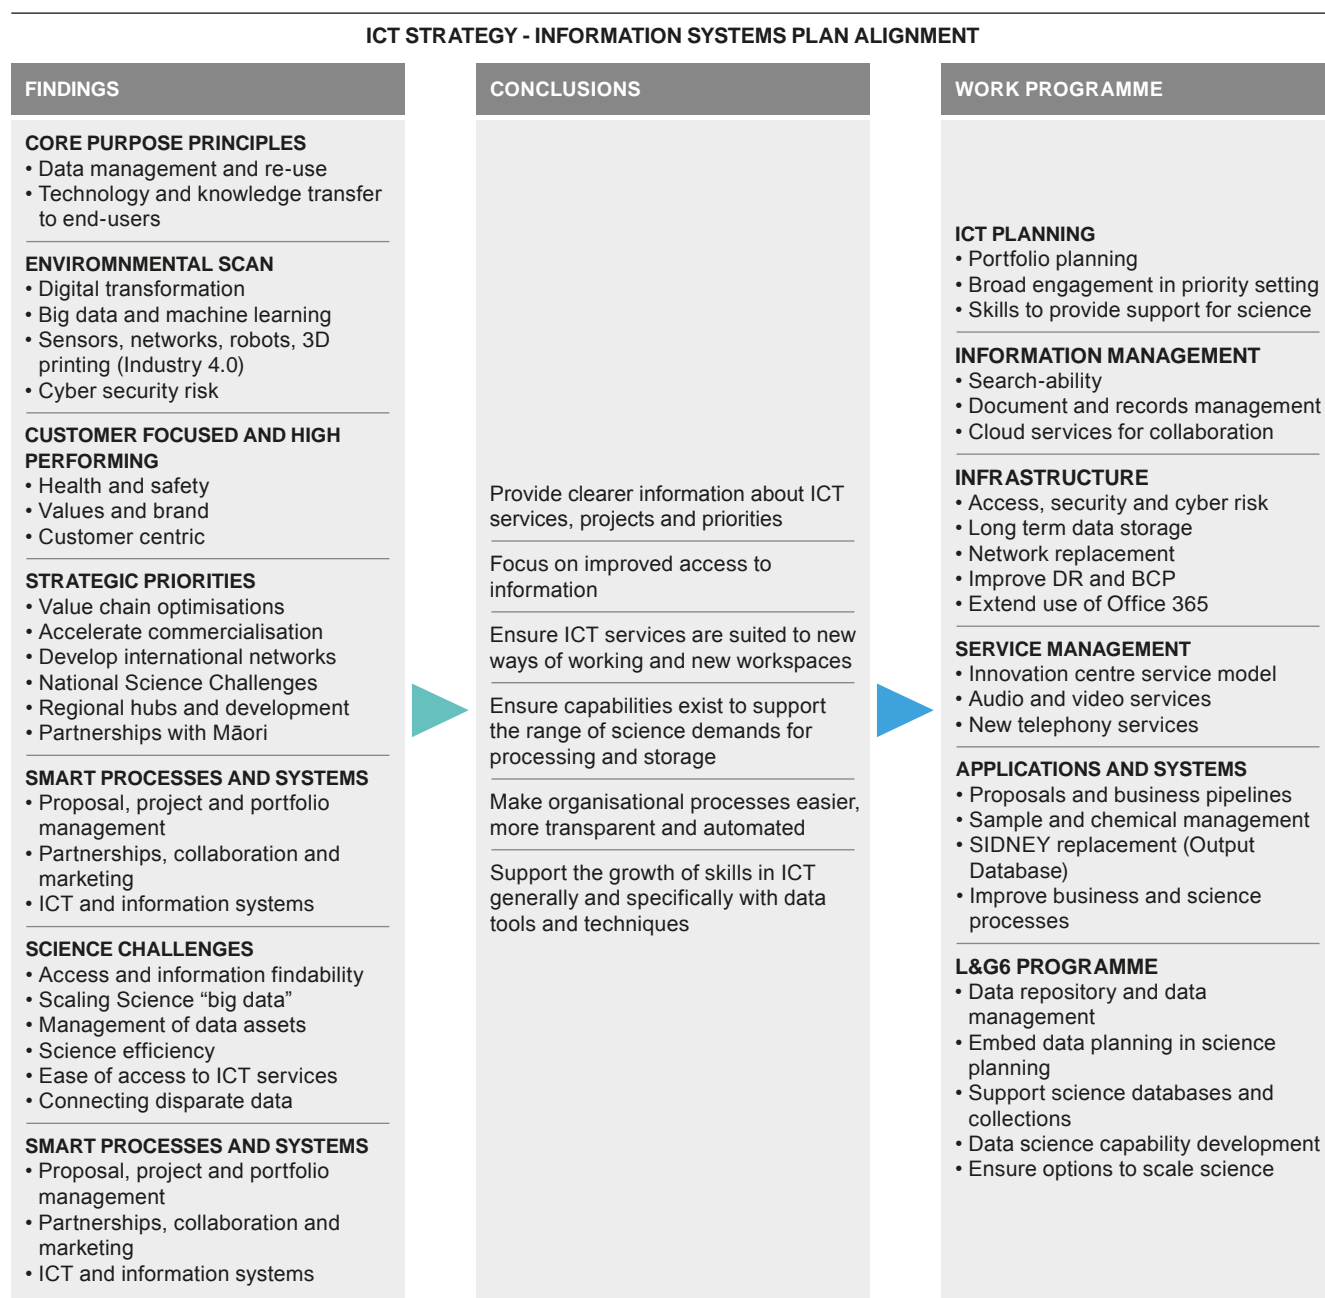 ICT STRATEGY - INFORMATION SYSTEMS PLAN ALIGNMENT
FINDINGS
CORE PURPOSE PRINCIPLES
• Data management and re-use
• Technology and knowledge transfer
to end-users
ENVIROMNMENTAL SCAN
• Digital transformation
• Big data and machine learning
• Sensors, networks, robots, 3D
printing (Industry 4.0)
• Cyber security risk
CUSTOMER FOCUSED AND HIGH
PERFORMING
• Health and safety
• Values and brand
• Customer centric
STRATEGIC PRIORITIES
• Value chain optimisations
• Accelerate commercialisation
• Develop international networks
• National Science Challenges
• Regional hubs and development
• Partnerships with Māori
SMART PROCESSES AND SYSTEMS
• Proposal, project and portfolio
management
• Partnerships, collaboration and
marketing
• ICT and information systems
SCIENCE CHALLENGES
• Access and information findability
• Scaling Science “big data”
• Management of data assets
• Science efficiency
• Ease of access to ICT services
• Connecting disparate data
SMART PROCESSES AND SYSTEMS
• Proposal, project and portfolio
management
• Partnerships, collaboration and
marketing
• ICT and information systems
CONCLUSIONS
Provide clearer information about ICT
services, projects and priorities
Focus on improved access to
information
Ensure ICT services are suited to new
ways of working and new workspaces
Ensure capabilities exist to support
the range of science demands for
processing and storage
Make organisational processes easier,
more transparent and automated
Support the growth of skills in ICT
generally and specifically with data
tools and techniques
WORK PROGRAMME
ICT PLANNING
• Portfolio planning
• Broad engagement in priority setting
• Skills to provide support for science
INFORMATION MANAGEMENT
• Search-ability
• Document and records management
• Cloud services for collaboration
INFRASTRUCTURE
• Access, security and cyber risk
• Long term data storage
• Network replacement
• Improve DR and BCP
• Extend use of Office 365
SERVICE MANAGEMENT
• Innovation centre service model
• Audio and video services
• New telephony services
APPLICATIONS AND SYSTEMS
• Proposals and business pipelines
• Sample and chemical management
• SIDNEY replacement (Output
Database)
• Improve business and science
processes
L&G6 PROGRAMME
• Data repository and data
management
• Embed data planning in science
planning
• Support science databases and
collections
• Data science capability development
• Ensure options to scale science